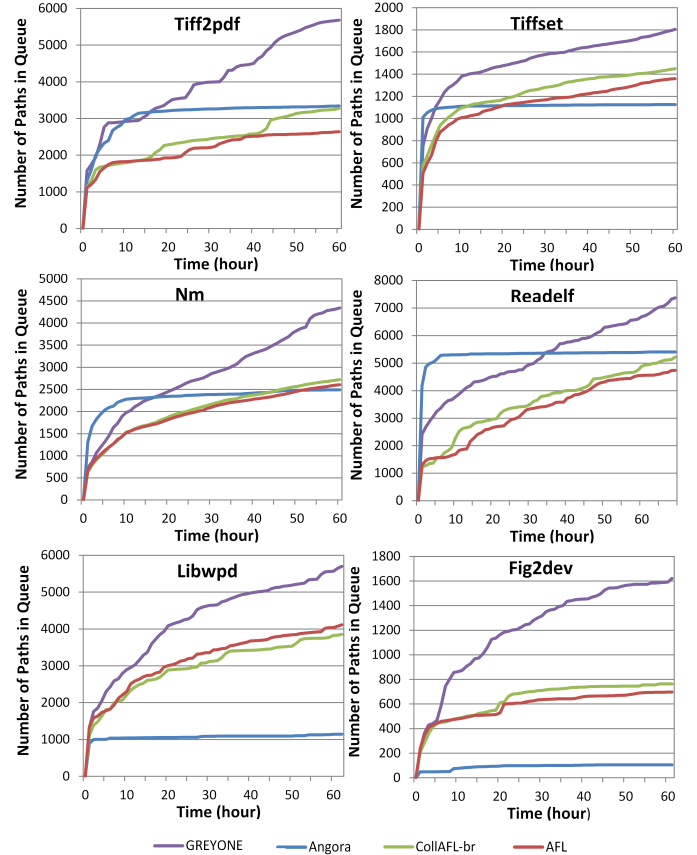 Tiff2pdf
Number of Paths in Queue
6000
5000
4000
3000
2000
1000
0
0 10 20 30 40 50 60
Time (hour)
Tiffset
Number of Paths in Queue
2000
1800
1600
1400
1200
1000
800
600
400
200
0
0 10 20 30 40 50 60
Time (hour)
Nm
Number of Paths in Queue
5000
4500
4000
3500
3000
2500
2000
1500
1000
500
0
0 10 20 30 40 50 60
Time (hour)
Readelf
Number of Paths in Queue
8000
7000
6000
5000
4000
3000
2000
1000
0
0 10 20 30 40 50 60
Time (hour)
Libwpd
Number of Paths in Queue
6000
5000
4000
3000
2000
1000
0
0 10 20 30 40 50 60
Time (hour)
Fig2dev
Number of Paths in Queue
1800
1600
1400
1200
1000
800
600
400
200
0
0 10 20 30 40 50 60
Time (hour)
GREYONE Angora CollAFL-br AFL